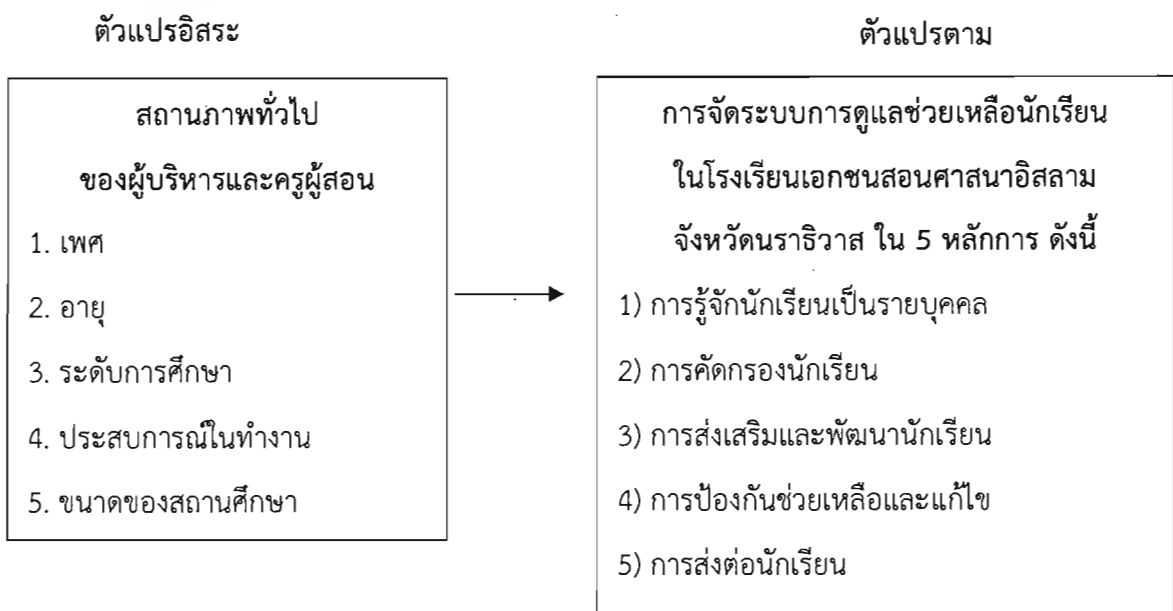 ตัวแปรอิสระ
สถานภาพทั่วไป
ของผู้บริหารและครูผู้สอน
1. เพศ
2. อายุ
3. ระดับการศึกษา
4. ประสบการณ์ในทำงาน
5. ขนาดของสถานศึกษา
ตัวแปรตาม
การจัดระบบการดูแลช่วยเหลือนักเรียน
ในโรงเรียนเอกชนสอนศาสนาอิสลาม
จังหวัดนราธิวาส ใน 5 หลักการ ดังนี้
1) การรู้จักนักเรียนเป็นรายบุคคล
2) การคัดกรองนักเรียน
3) การส่งเสริมและพัฒนานักเรียน
4) การป้องกันช่วยเหลือและแก้ไข
5) การส่งต่อนักเรียน